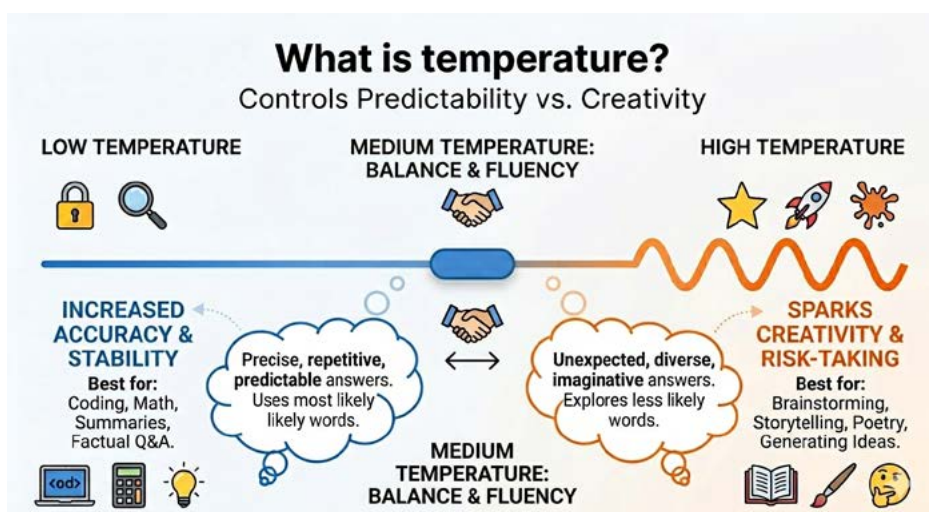 What is temperature?
Controls Predictability vs. Creativity
LOW TEMPERATURE
MEDIUM TEMPERATURE:
BALANCE & FLUENCY
HIGH TEMPERATURE
INCREASED
ACCURACY &
STABILITY
Best for:
Coding, Math,
Summaries,
Factual Q&A.
<od>
Precise, repetitive,
predictable answers.
Uses most likely
likely words.
MEDIUM
TEMPERATURE:
BALANCE & FLUENCY
Unexpected, diverse,
imaginative answers.
Explores less likely
words.
SPARKS
CREATIVITY &
RISK-TAKING
Best for:
Brainstorming,
Storytelling, Poetry,
Generating Ideas.